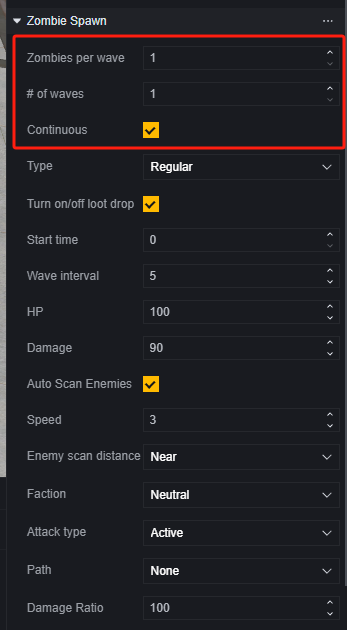 Zombie Spawn ...
Zombies per wave 1
# of waves 1
Continuous
Type Regular
Turn on/off loot drop
Start time 0
Wave interval 5
HP 100
Damage 90
Auto Scan Enemies
Speed 3
Enemy scan distance Near
Faction Neutral
Attack type Active
Path None
Damage Ratio 100